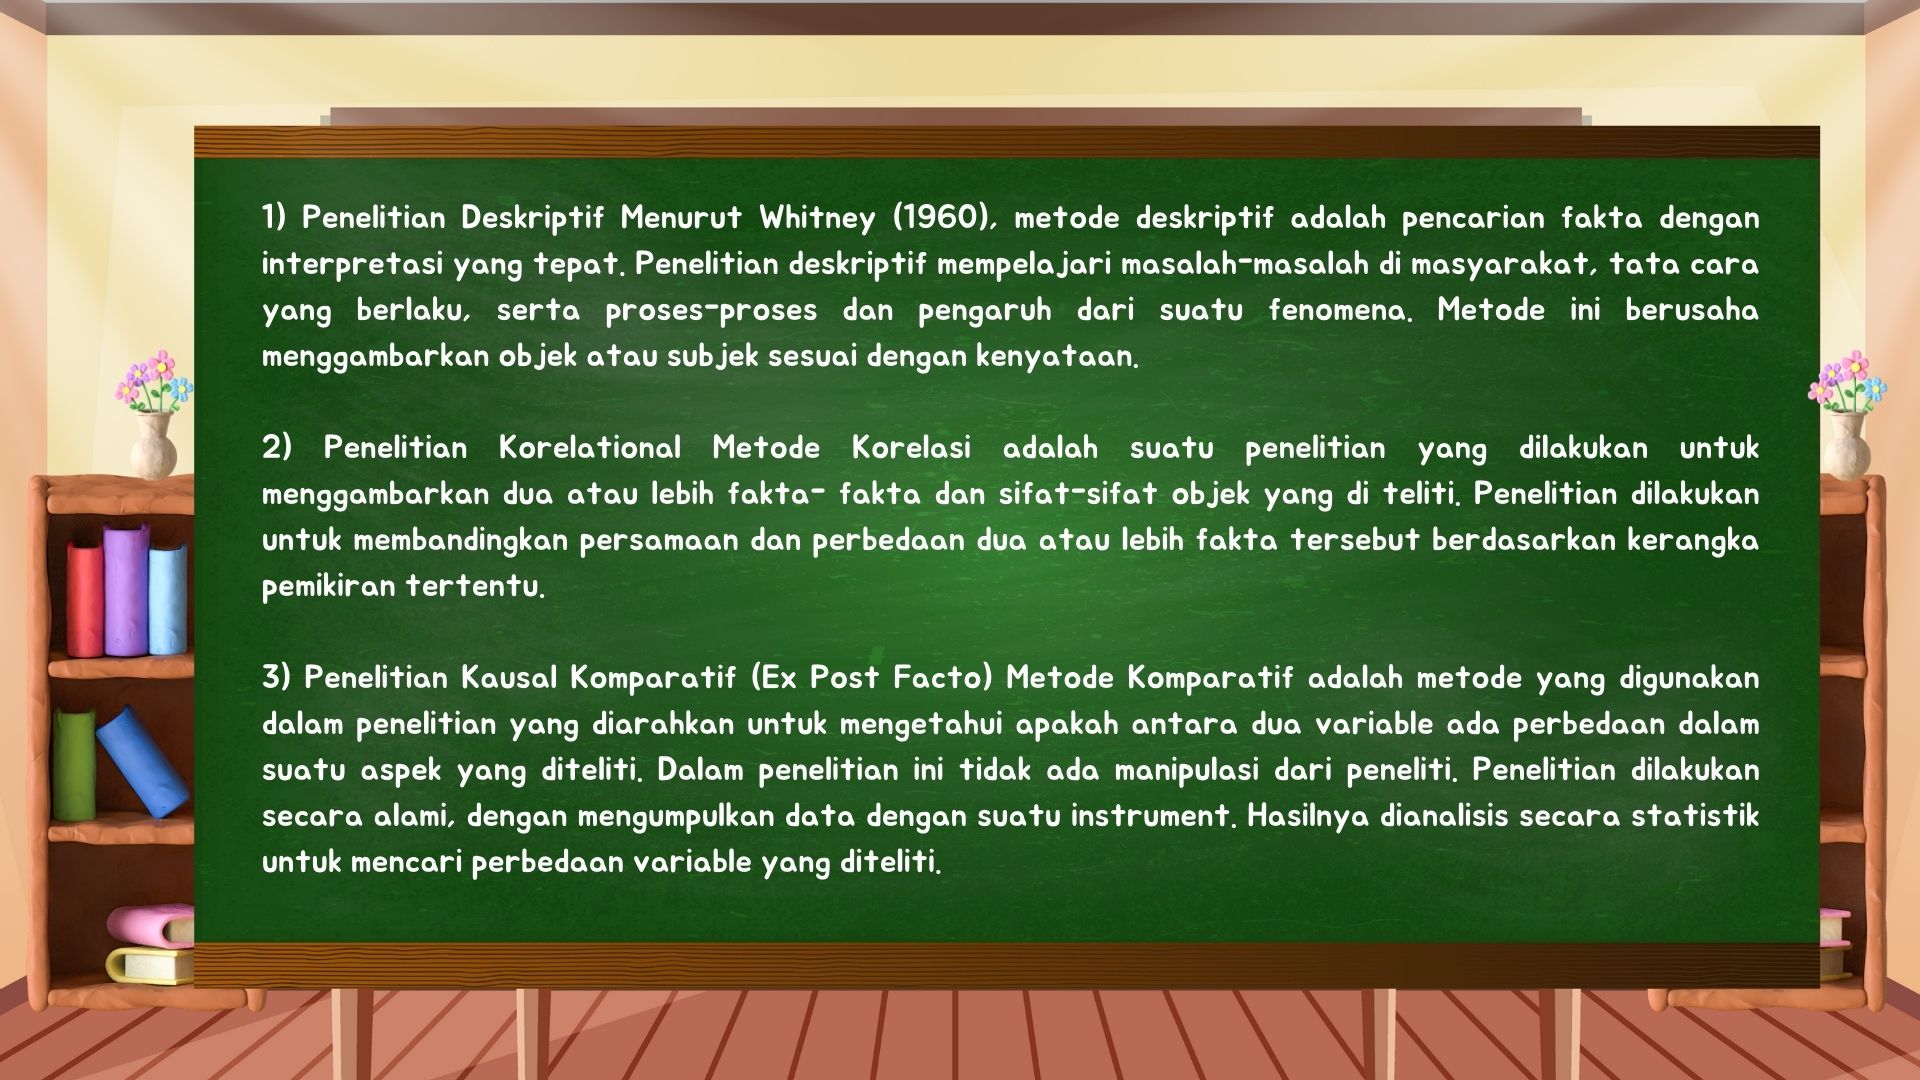 1) Penelitian Deskriptif Menurut Whitney (1960), metode deskriptif adalah pencarian fakta dengan
interpretasi yang tepat. Penelitian deskriptif mempelajari masalah-masalah di masyarakat, tata cara
yang berlaku, serta proses-proses dan pengaruh dari suatu fenomena. Metode ini berusaha
menggambarkan objek atau subjek sesuai dengan kenyataan.
2) Penelitian Korelational Metode Korelasi adalah suatu penelitian yang dilakukan untuk
menggambarkan dua atau lebih fakta- fakta dan sifat-sifat objek yang di teliti. Penelitian dilakukan
untuk membandingkan persamaan dan perbedaan dua atau lebih fakta tersebut berdasarkan kerangka
pemikiran tertentu.
3) Penelitian Kausal Komparatif (Ex Post Facto) Metode Komparatif adalah metode yang digunakan
dalam penelitian yang diarahkan untuk mengetahui apakah antara dua variable ada perbedaan dalam
suatu aspek yang diteliti. Dalam penelitian ini tidak ada manipulasi dari peneliti. Penelitian dilakukan
secara alami, dengan mengumpulkan data dengan suatu instrument. Hasilnya dianalisis secara statistik
untuk mencari perbedaan variable yang diteliti.